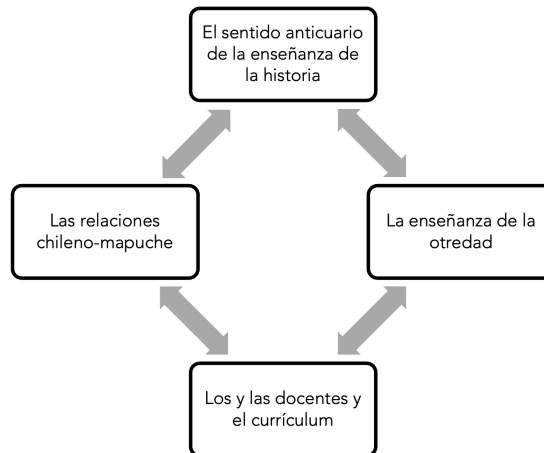 El sentido anticuario
de la enseñanza de
la historia
Las relaciones
chileno-mapuche
La enseñanza de la
otredad
Los y las docentes y
el currículum